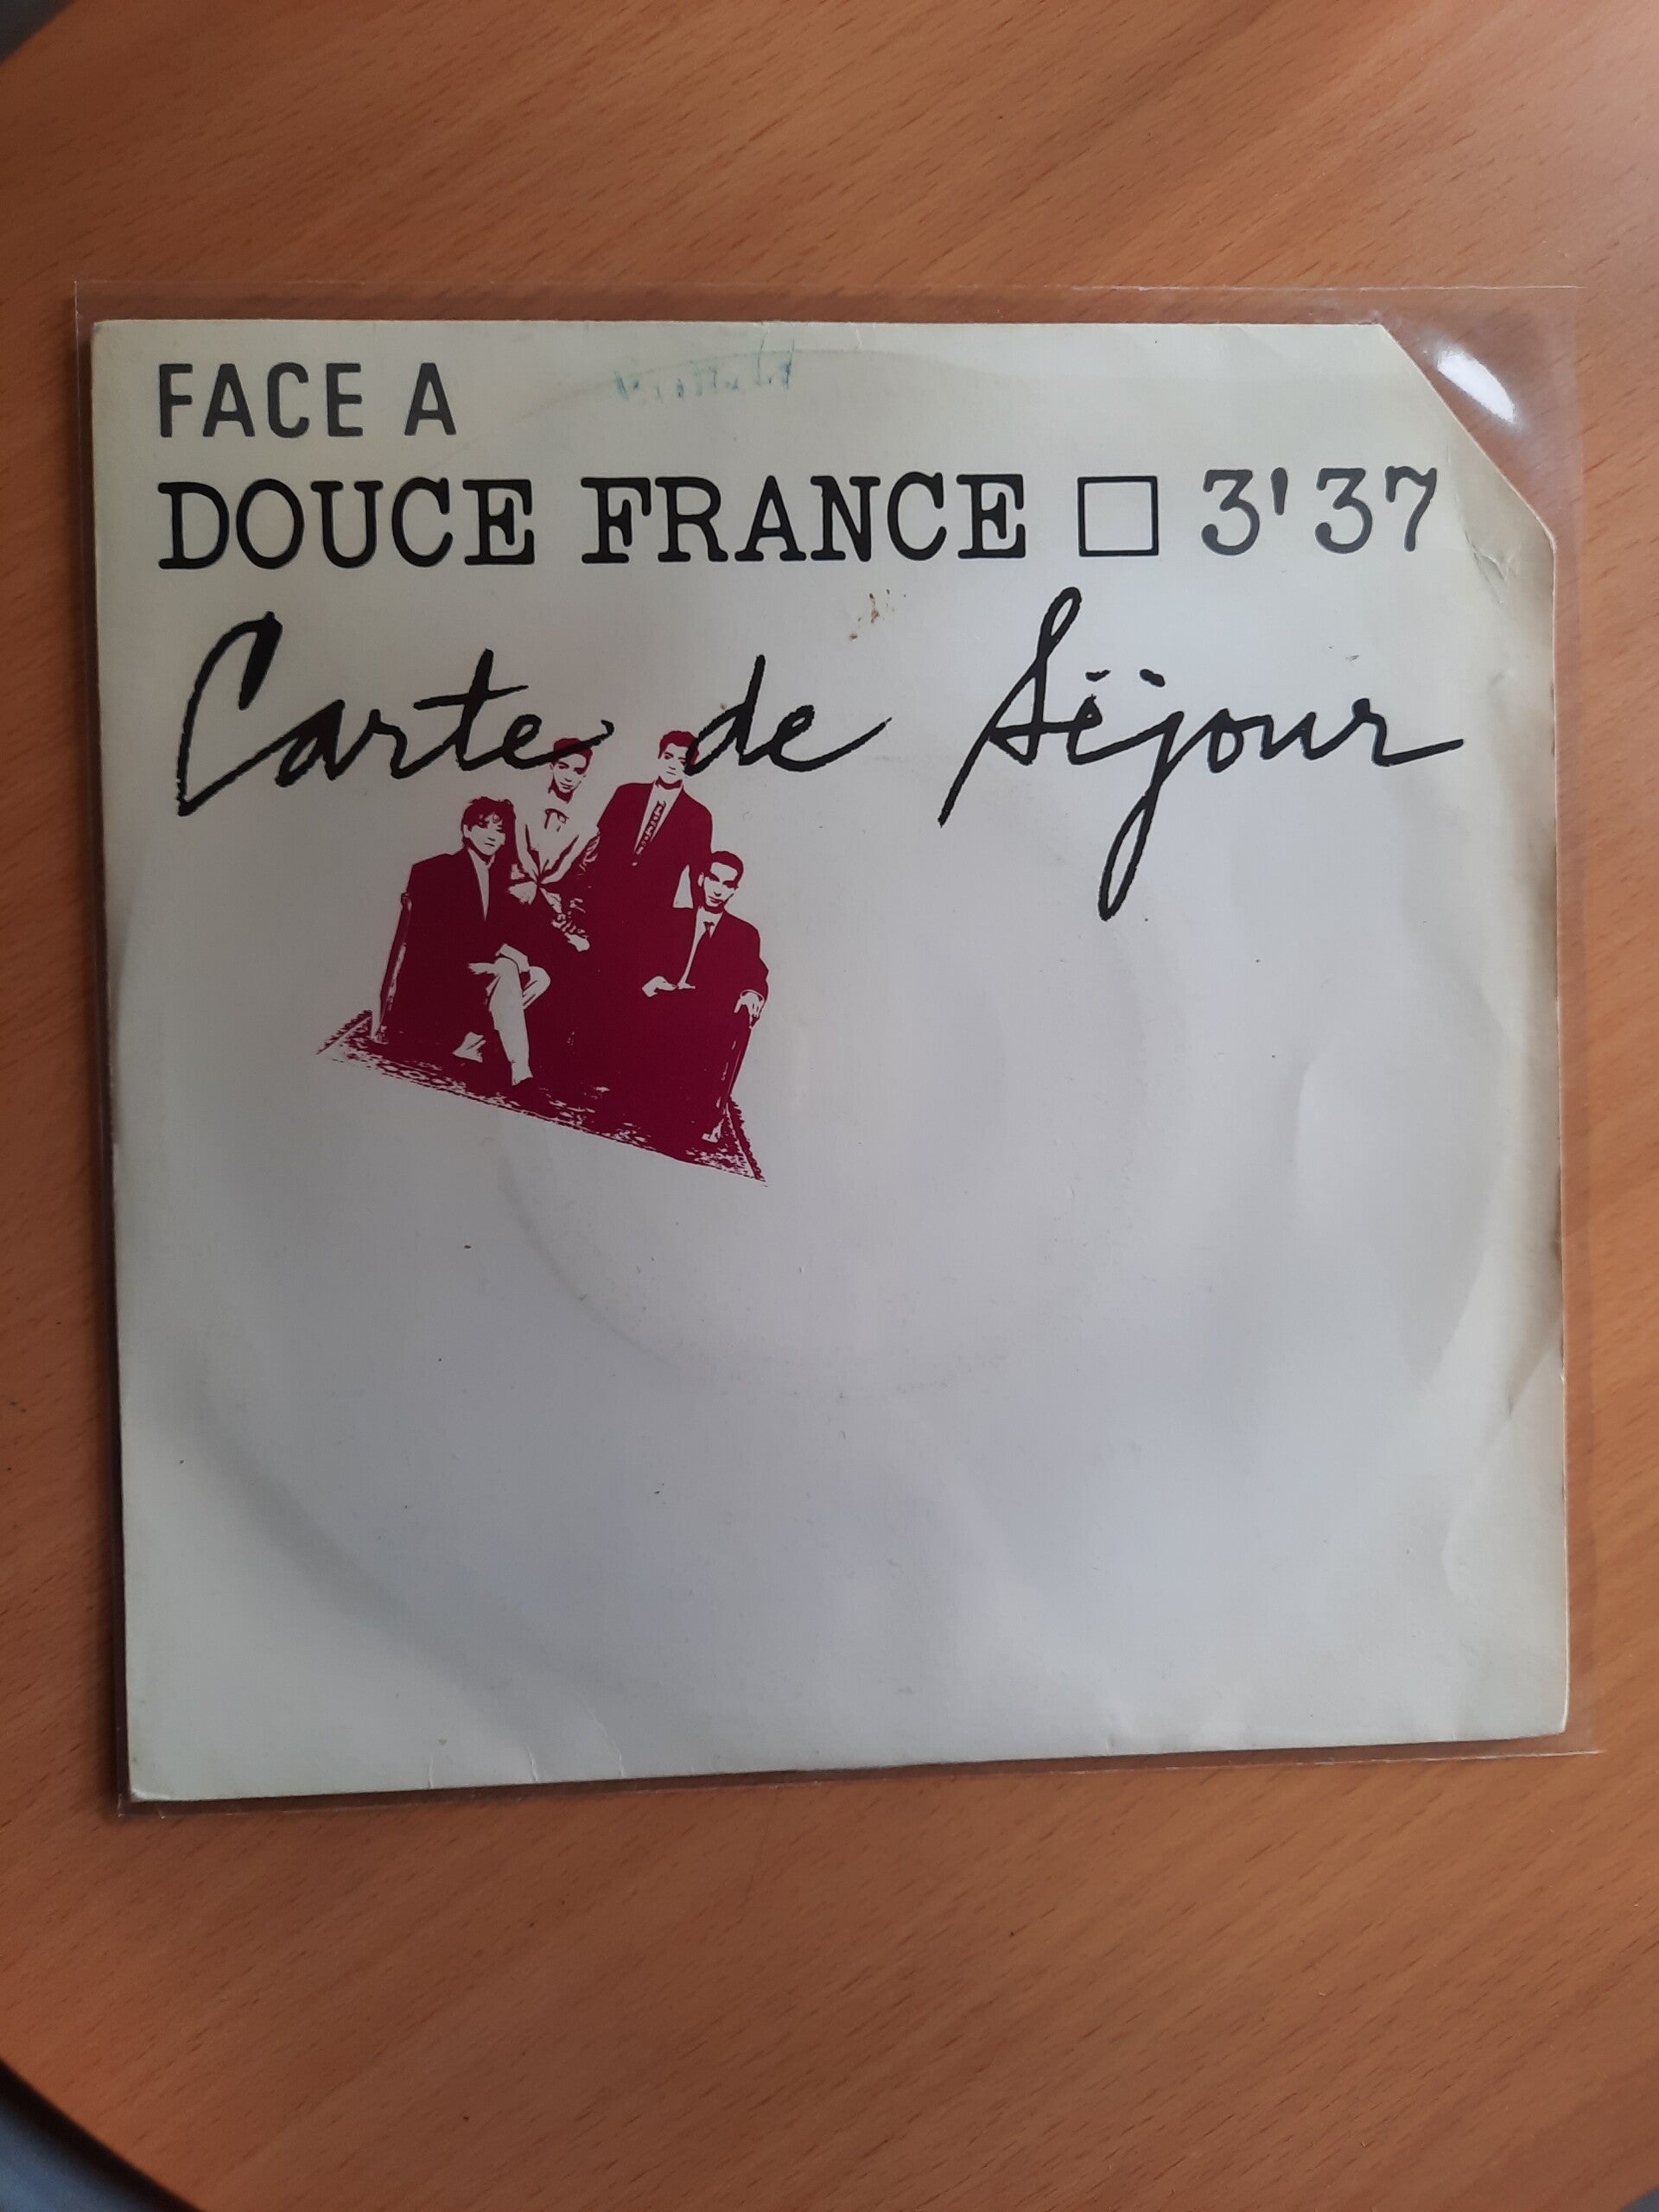 FACE A
DOUCE FRANCE □ 3'37
Carte de Séjour